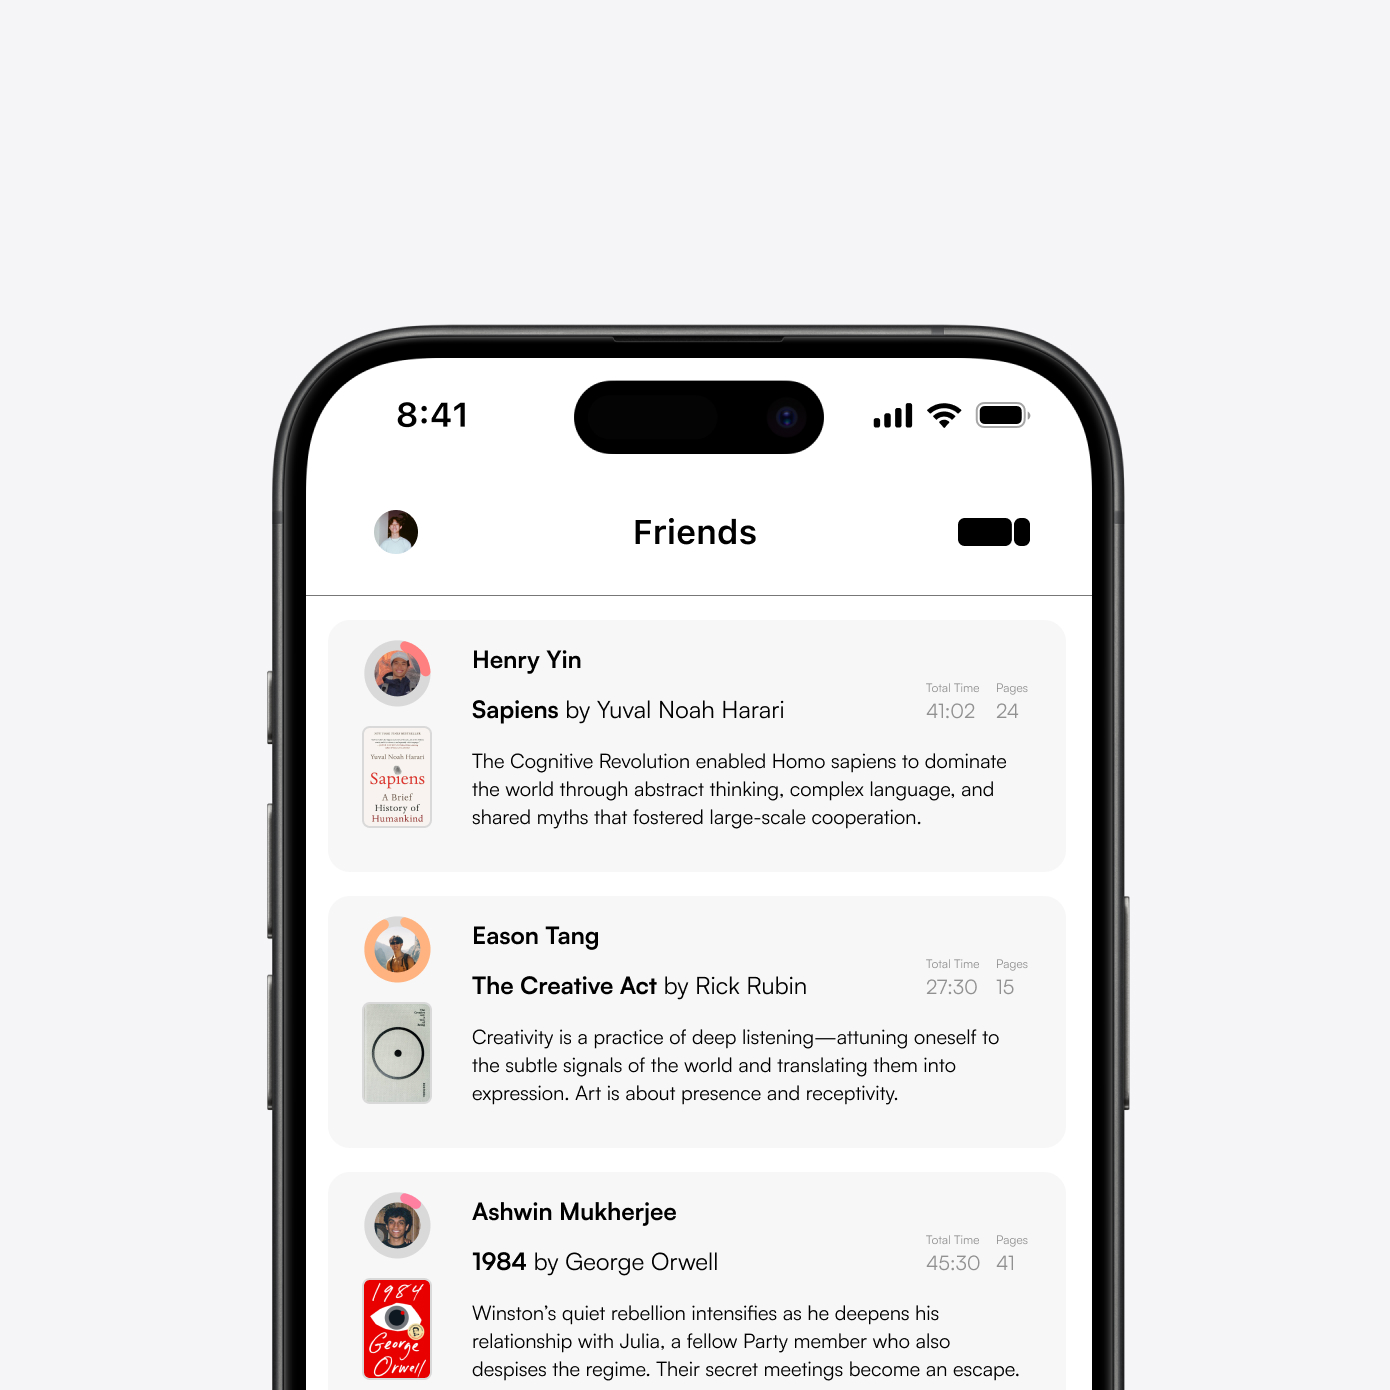 8:41
Friends
Henry Yin
Sapiens by Yuval Noah Harari
Total Time Pages
41:02 24
The Cognitive Revolution enabled Homo sapiens to dominate
the world through abstract thinking, complex language, and
shared myths that fostered large-scale cooperation.
Yuval Noah Harari
Sapiens
A Brief
History of
Humankind
Eason Tang
The Creative Act by Rick Rubin
Total Time Pages
27:30 15
Creativity is a practice of deep listening—attuning oneself to
the subtle signals of the world and translating them into
expression. Art is about presence and receptivity.
Ashwin Mukherjee
1984 by George Orwell
Total Time Pages
45:30 41
Winston’s quiet rebellion intensifies as he deepens his
relationship with Julia, a fellow Party member who also
despises the regime. Their secret meetings become an escape.
1984
George
Orwell